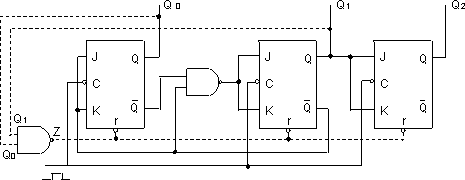 Q0 Q1 Q2
J Q J Q J Q
C C C
K Q̅ K Q̅ K Q̅
r r r
Q1 Z
Q0